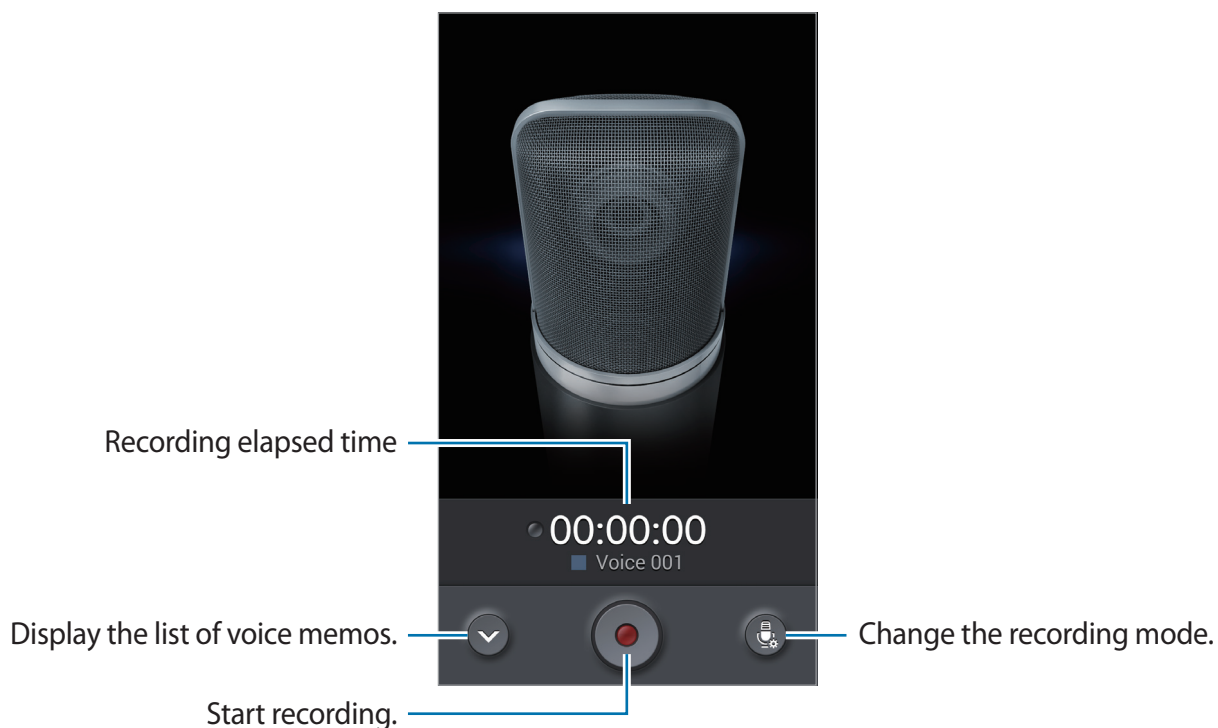 Recording elapsed time
00:00:00
Voice 001
Display the list of voice memos.
Change the recording mode.
Start recording.